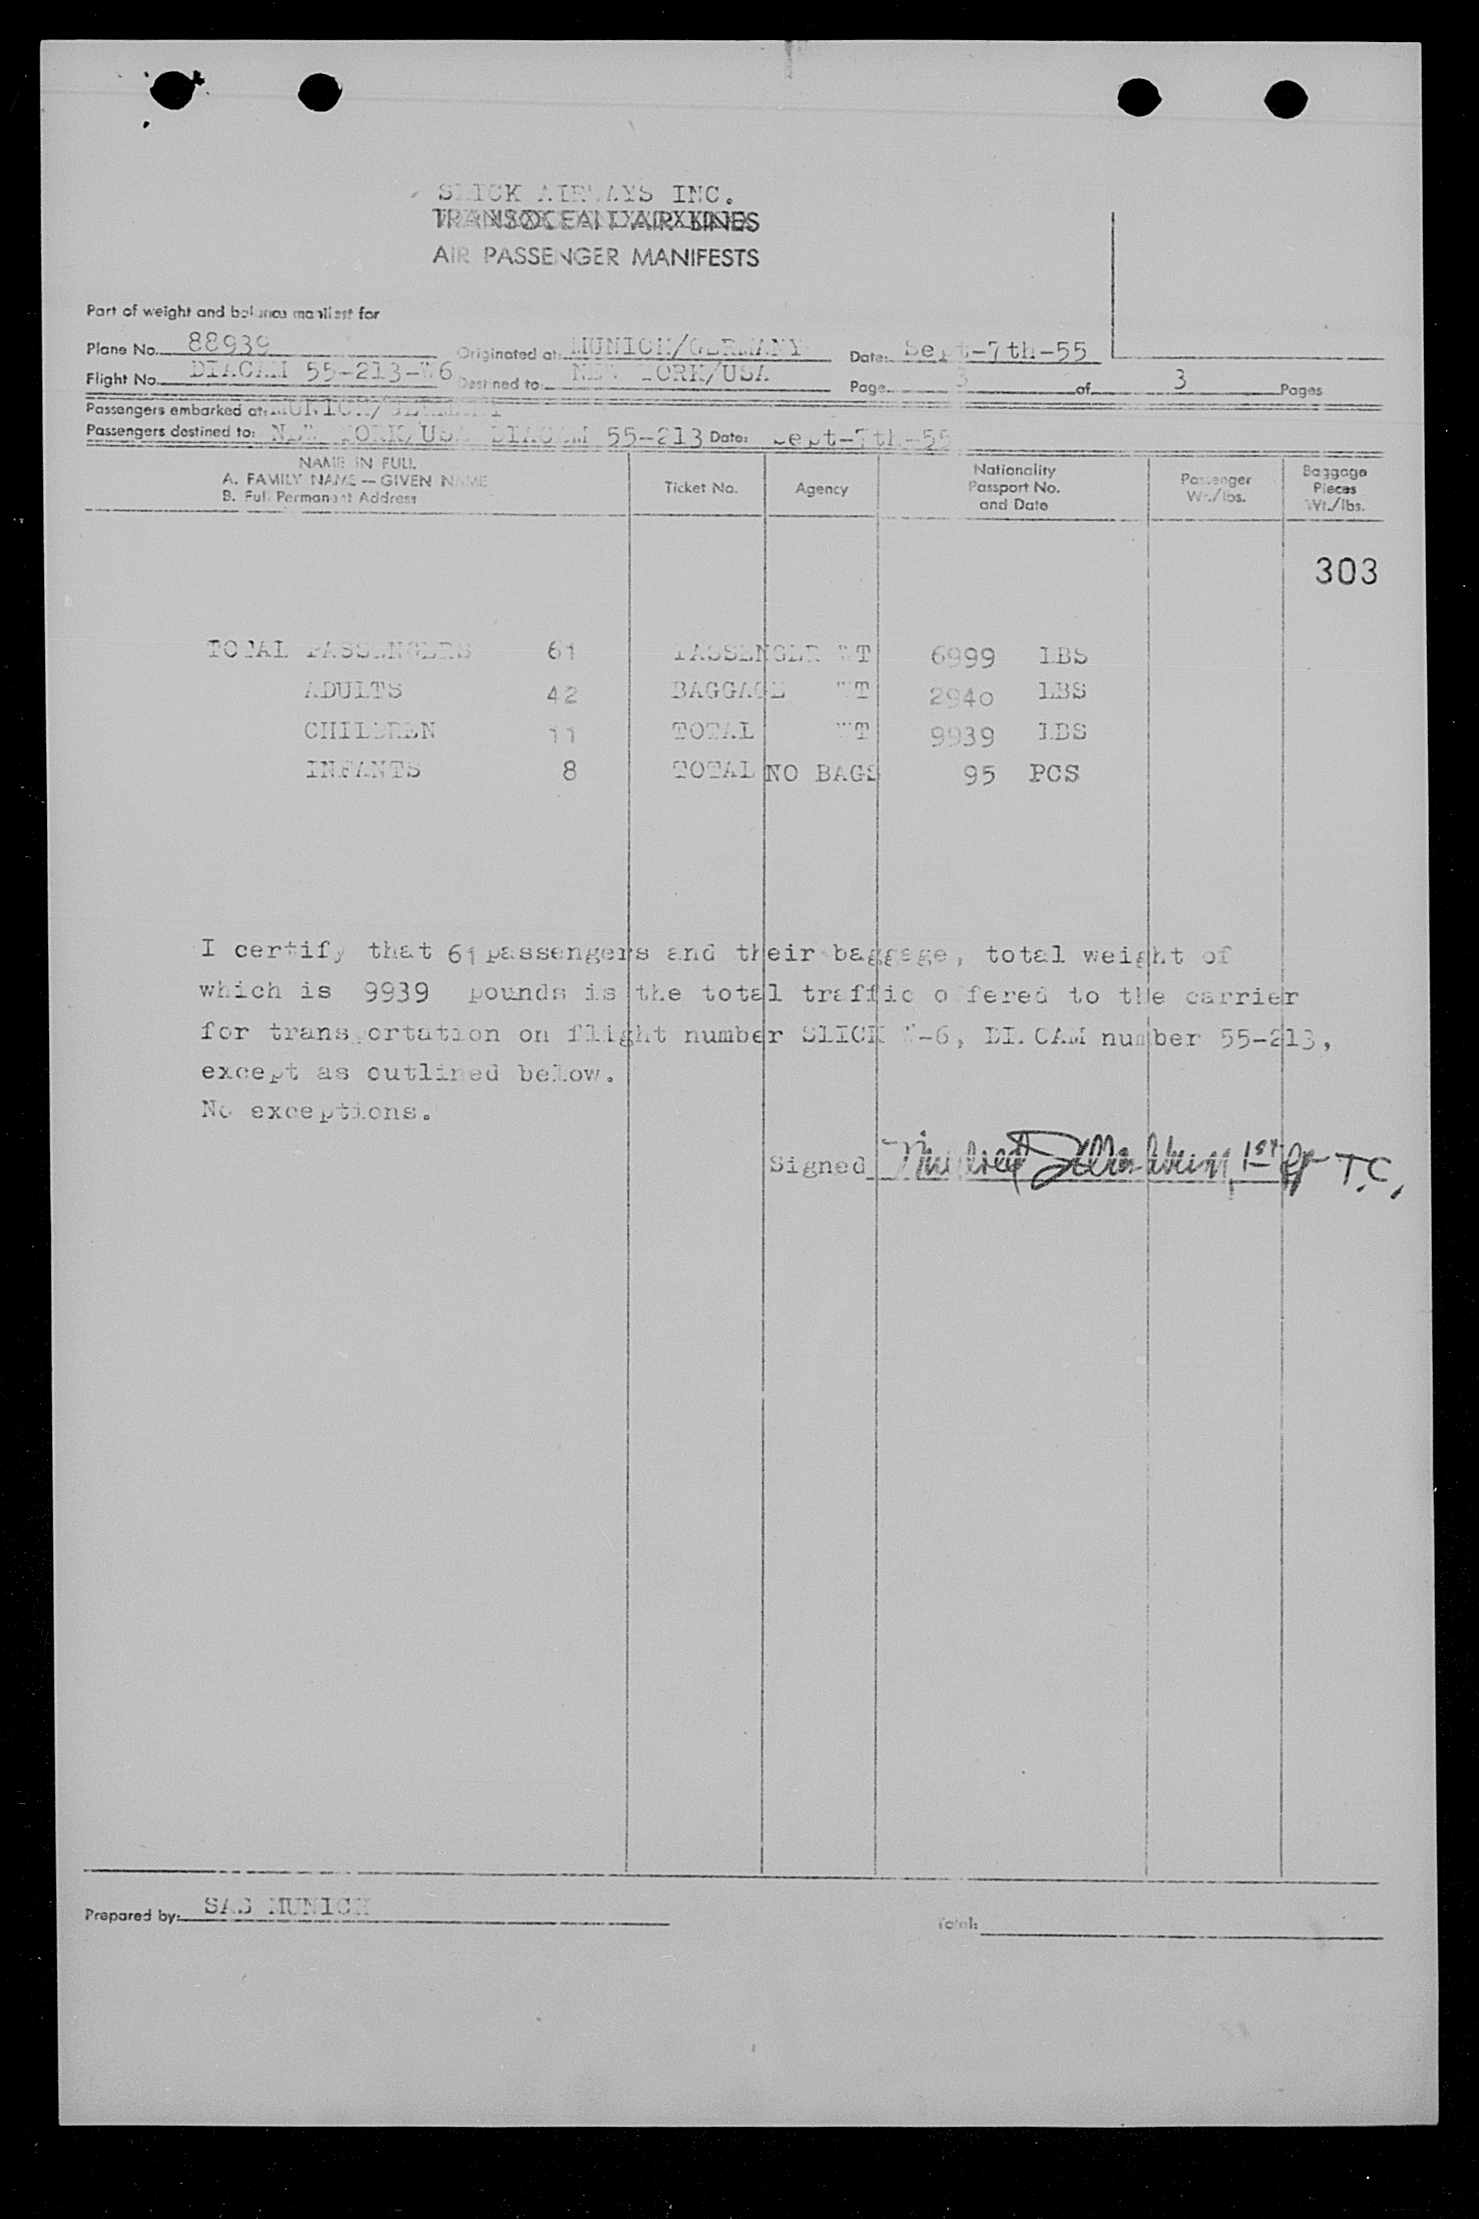 SLICK AIRWAYS INC.
TRANSOCEAN AIR LINES
AIR PASSENGER MANIFESTS
Part of weight and balance manifest for
Plane No. 88939 Originated at: MUNICH/GERMANY Date: Sept-7th-55
Flight No. DIACAM 55-213-W6 Destined to: NEW YORK/USA Page 3 of 3 Pages
Passengers embarked at: MUNICH/GERMANY
Passengers destined to: NEW YORK/USA DIACAM 55-213 Date: Sept-7th-55
NAME IN FULL
A. FAMILY NAME — GIVEN NAME
B. Full Permanent Address
Ticket No.
Agency
Nationality
Passport No.
and Date
Passenger
Wt./lbs.
Baggage
Pieces
Wt./lbs.
303
TOTAL PASSENGERS 61 PASSENGER WT 6999 LBS
ADULTS 42 BAGGAGE WT 2940 LBS
CHILDREN 11 TOTAL WT 9939 LBS
INFANTS 8 TOTAL NO BAGS 95 PCS
I certify that 61 passengers and their baggage, total weight of
which is 9939 pounds is the total traffic offered to the carrier
for transportation on flight number SLICK W-6, DIACAM number 55-213,
except as outlined below.
No exceptions.
Signed 1st T.C.
Prepared by: SAS MUNICH
Total: